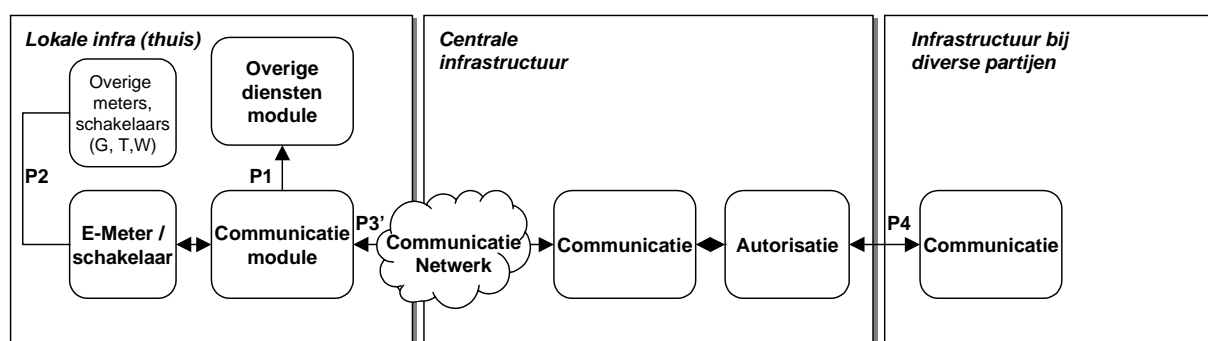 Lokale infra (thuis)
Overige
meters,
schakelaars
(G, T,W)
Overige
diensten
module
P2
P1
E-Meter /
schakelaar
Communicatie
module
P3’
Communicatie
Netwerk
Centrale
infrastructuur
Communicatie
Autorisatie
P4
Infrastructuur bij
diverse partijen
Communicatie